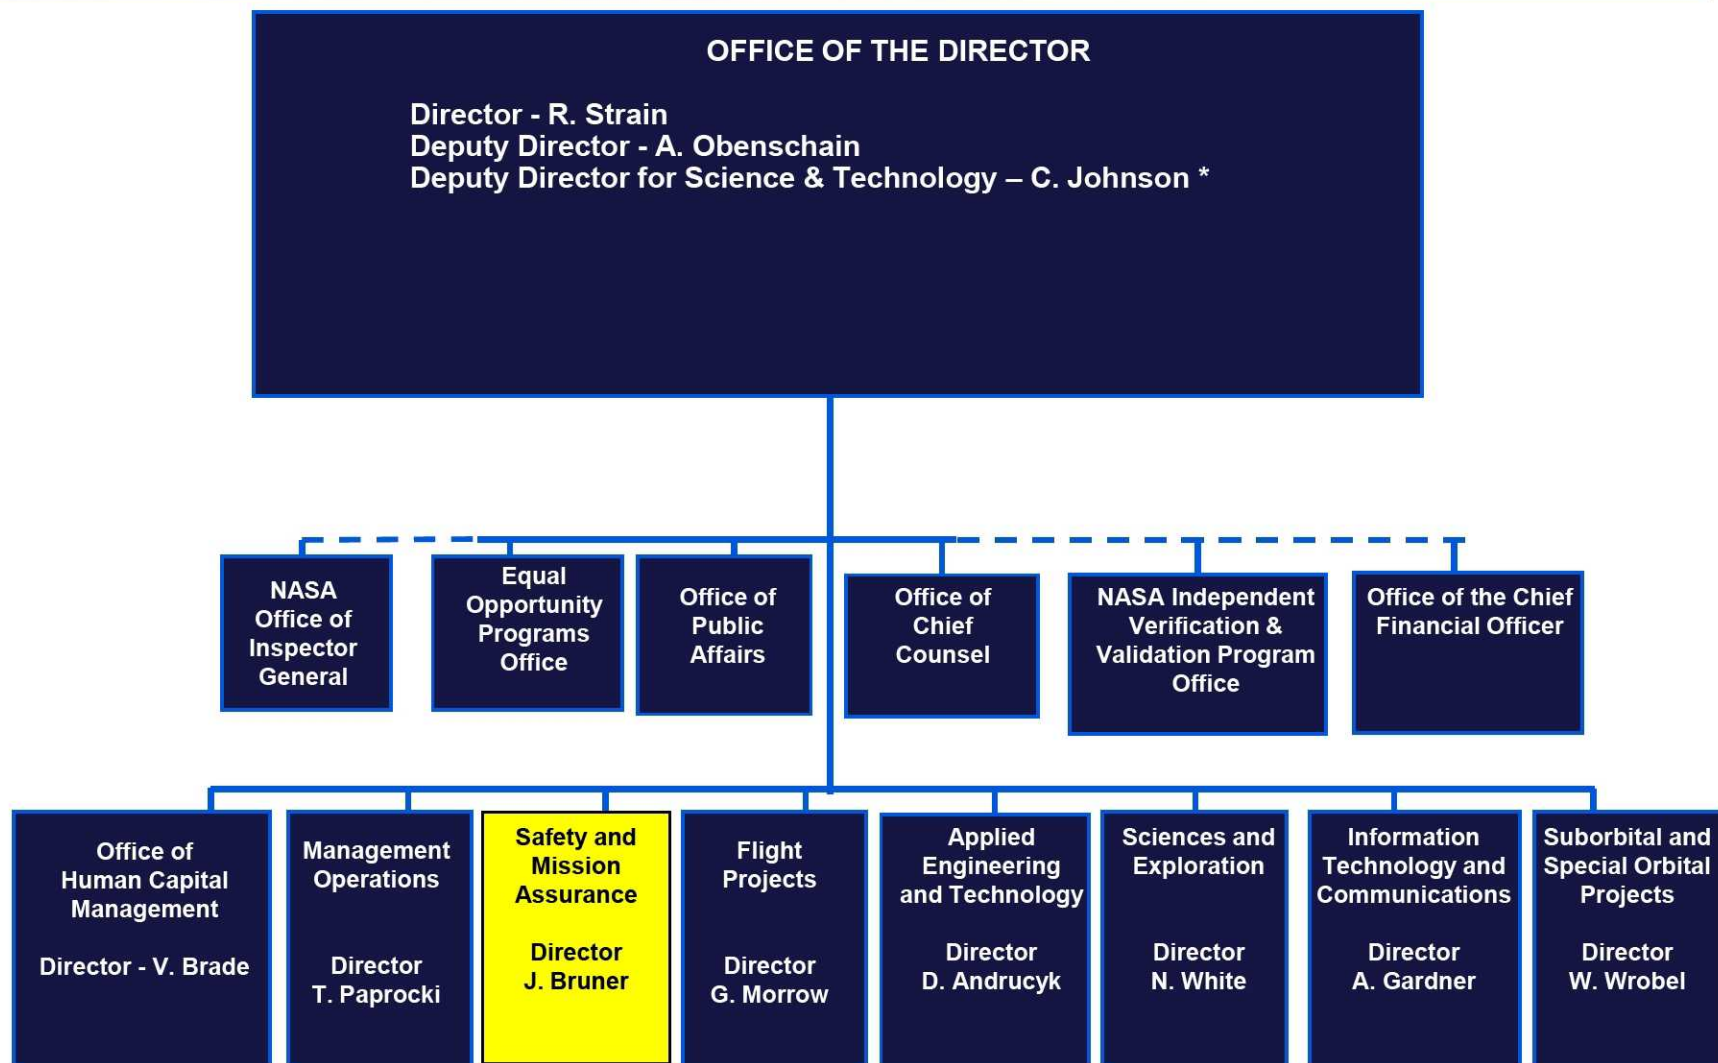 OFFICE OF THE DIRECTOR
Director - R. Strain
Deputy Director - A. Obenschain
Deputy Director for Science & Technology – C. Johnson *
NASA
Office of
Inspector
General
Equal
Opportunity
Programs
Office
Office of
Public
Affairs
Office of
Chief
Counsel
NASA Independent
Verification &
Validation Program
Office
Office of the Chief
Financial Officer
Office of
Human Capital
Management
Director - V. Brade
Management
Operations
Director
T. Paprocki
Safety and
Mission
Assurance
Director
J. Bruner
Flight
Projects
Director
G. Morrow
Applied
Engineering
and Technology
Director
D. Andrucyk
Sciences and
Exploration
Director
N. White
Information
Technology and
Communications
Director
A. Gardner
Suborbital and
Special Orbital
Projects
Director
W. Wrobel